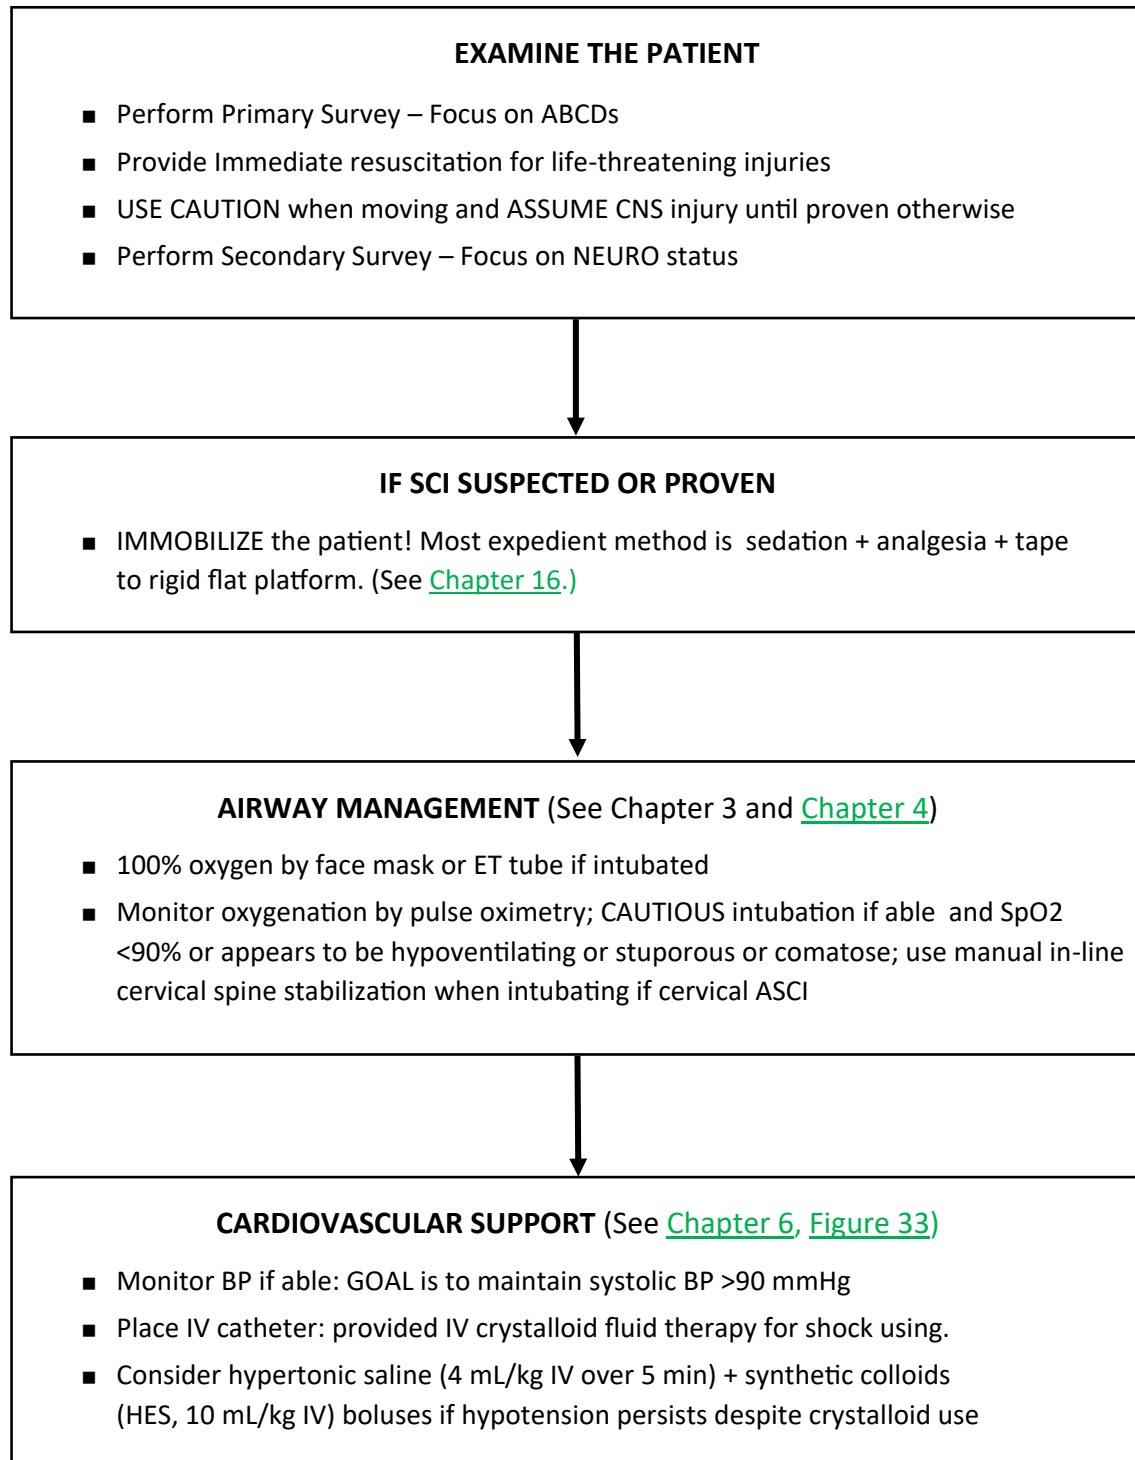 EXAMINE THE PATIENT
■ Perform Primary Survey – Focus on ABCDs
■ Provide Immediate resuscitation for life-threatening injuries
■ USE CAUTION when moving and ASSUME CNS injury until proven otherwise
■ Perform Secondary Survey – Focus on NEURO status
IF SCI SUSPECTED OR PROVEN
■ IMMOBILIZE the patient! Most expedient method is sedation + analgesia + tape
to rigid flat platform. (See Chapter 16.)
AIRWAY MANAGEMENT (See Chapter 3 and Chapter 4)
■ 100% oxygen by face mask or ET tube if intubated
■ Monitor oxygenation by pulse oximetry; CAUTIOUS intubation if able and SpO2
<90% or appears to be hypoventilating or stuporous or comatose; use manual in-line
cervical spine stabilization when intubating if cervical ASCI
CARDIOVASCULAR SUPPORT (See Chapter 6, Figure 33)
■ Monitor BP if able: GOAL is to maintain systolic BP >90 mmHg
■ Place IV catheter: provided IV crystalloid fluid therapy for shock using.
■ Consider hypertonic saline (4 mL/kg IV over 5 min) + synthetic colloids
(HES, 10 mL/kg IV) boluses if hypotension persists despite crystalloid use